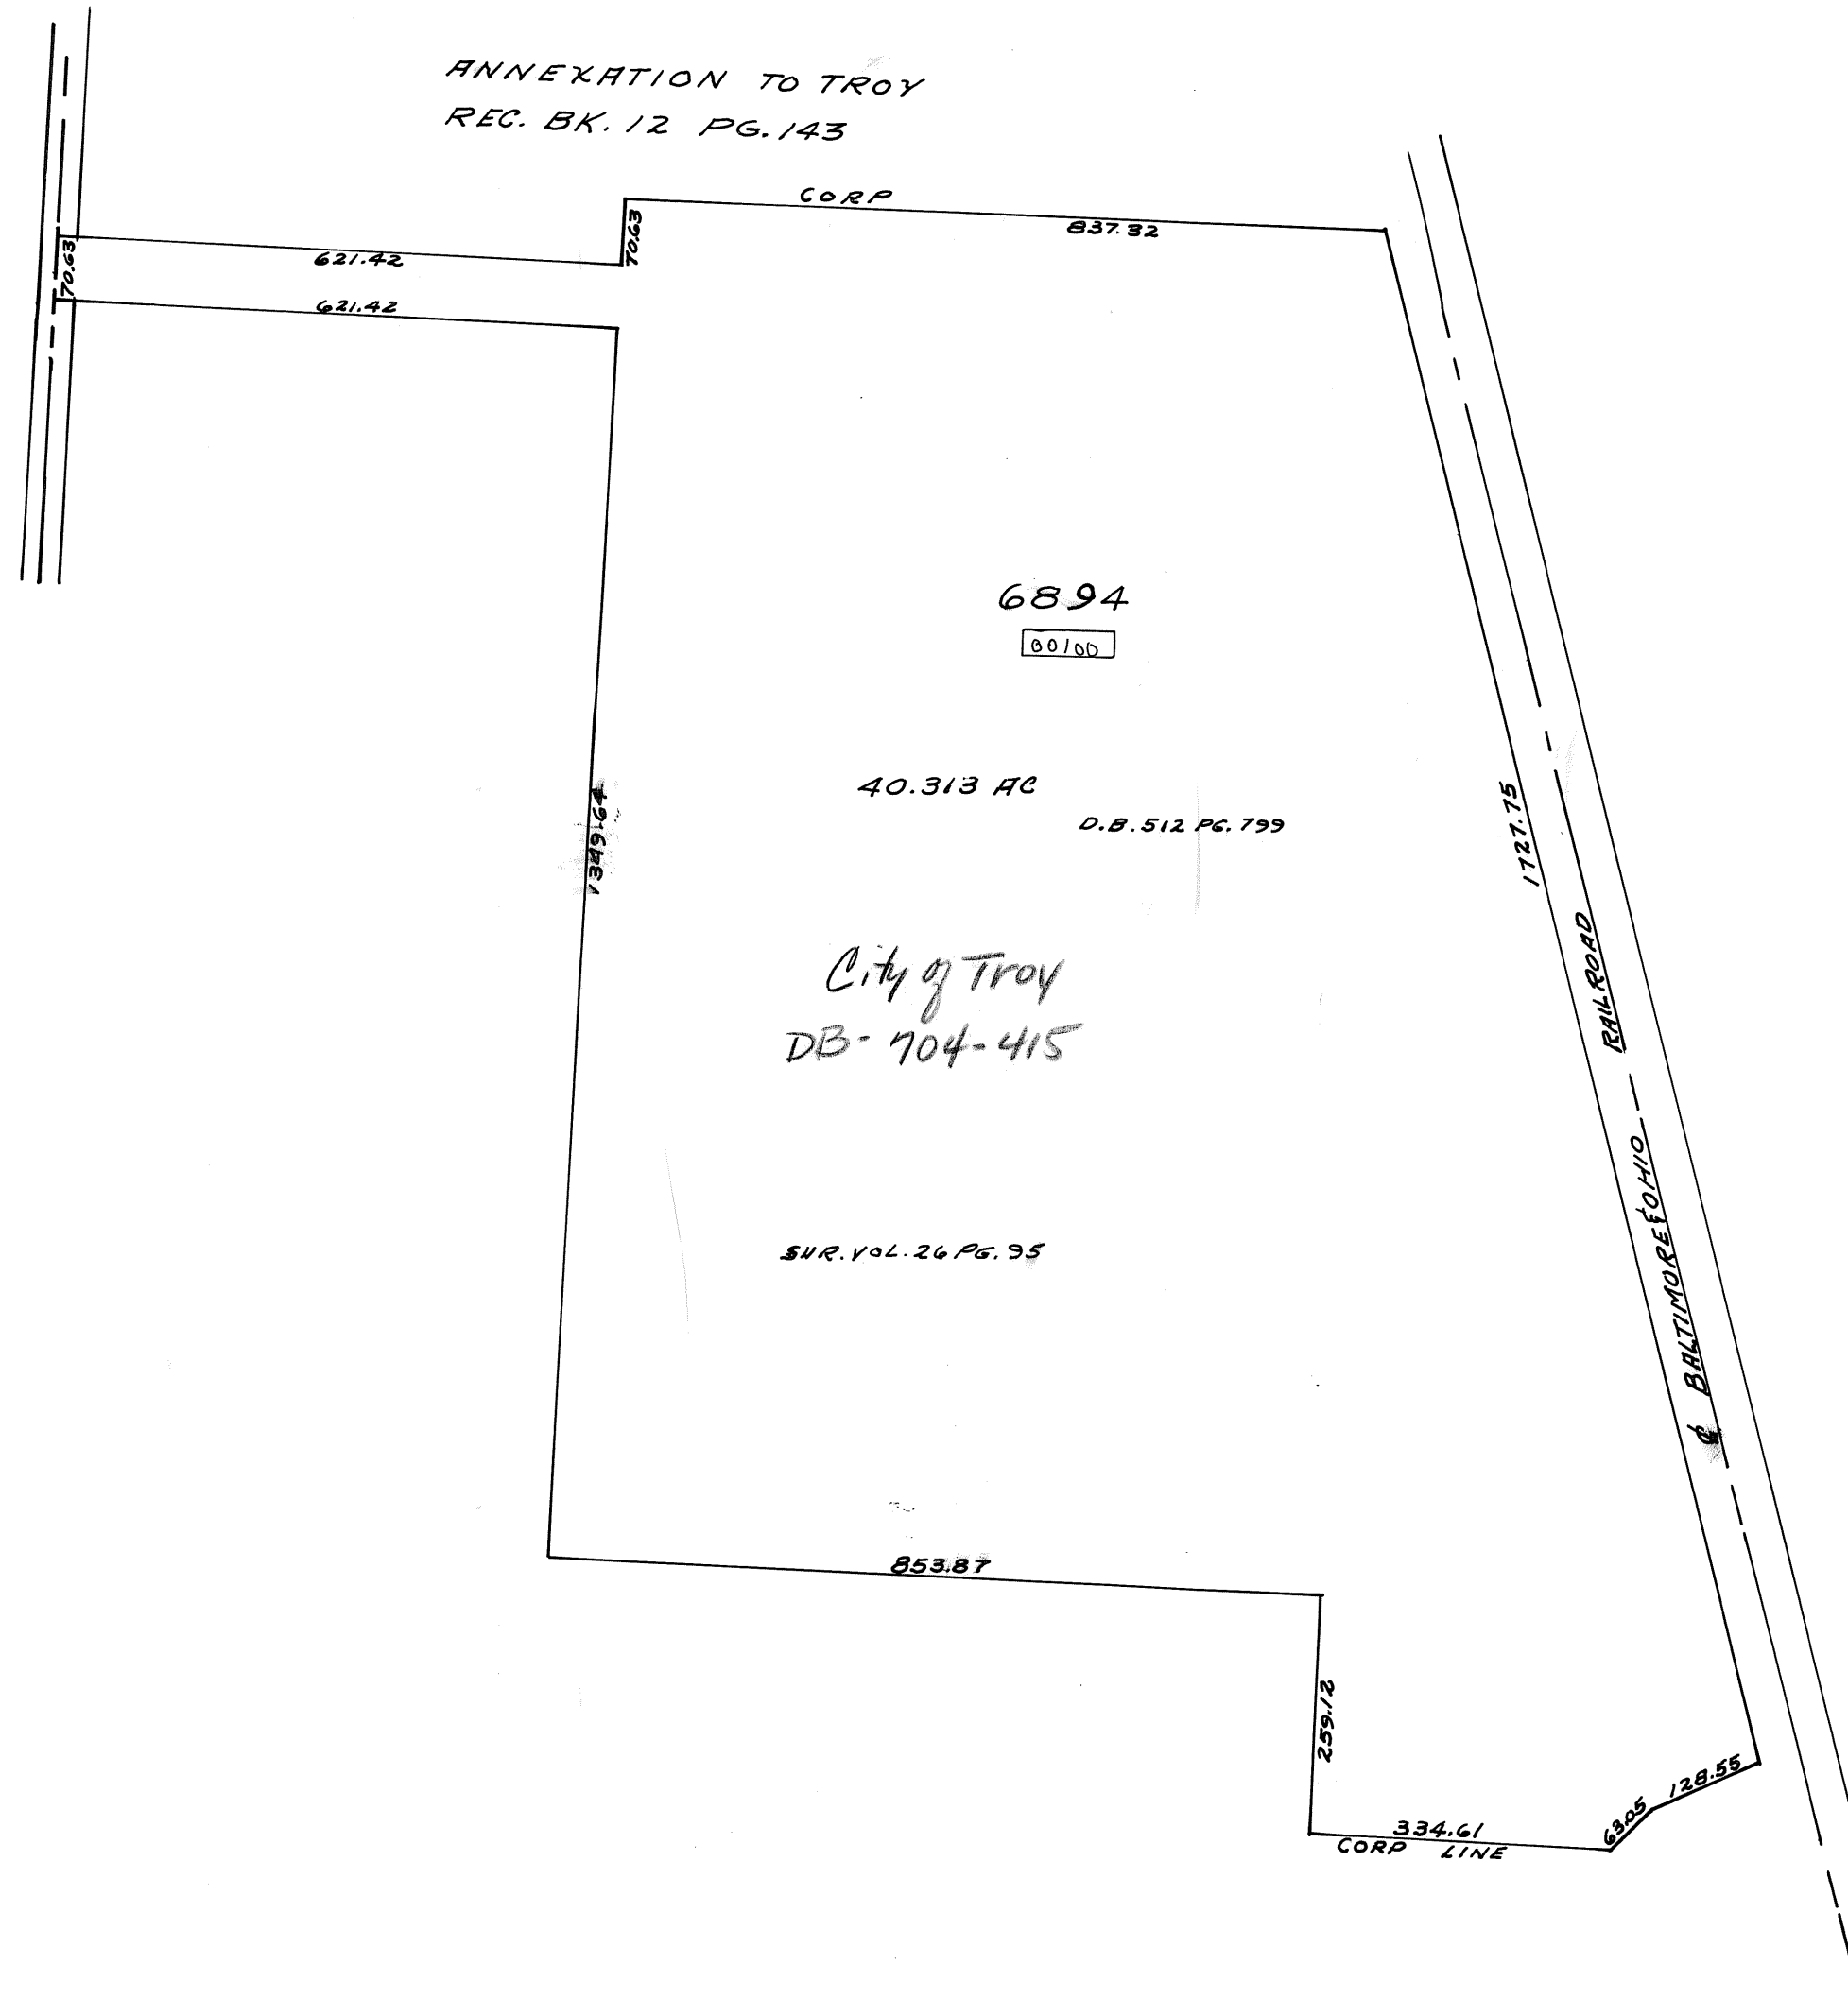 ANNEXATION TO TROY
REC. BK. 12 PG. 143
CORP
837.32
70.63
70.63
621.42
621.42
6894
00100
40.313 AC
D.B. 512 PG. 799
1349.64
1727.75
City of Troy
DB- 704-415
RAILROAD
℄ BALTIMORE & OHIO
SUR. VOL. 26 PG. 95
853.87
259.12
128.55
63.05
334.61
CORP LINE